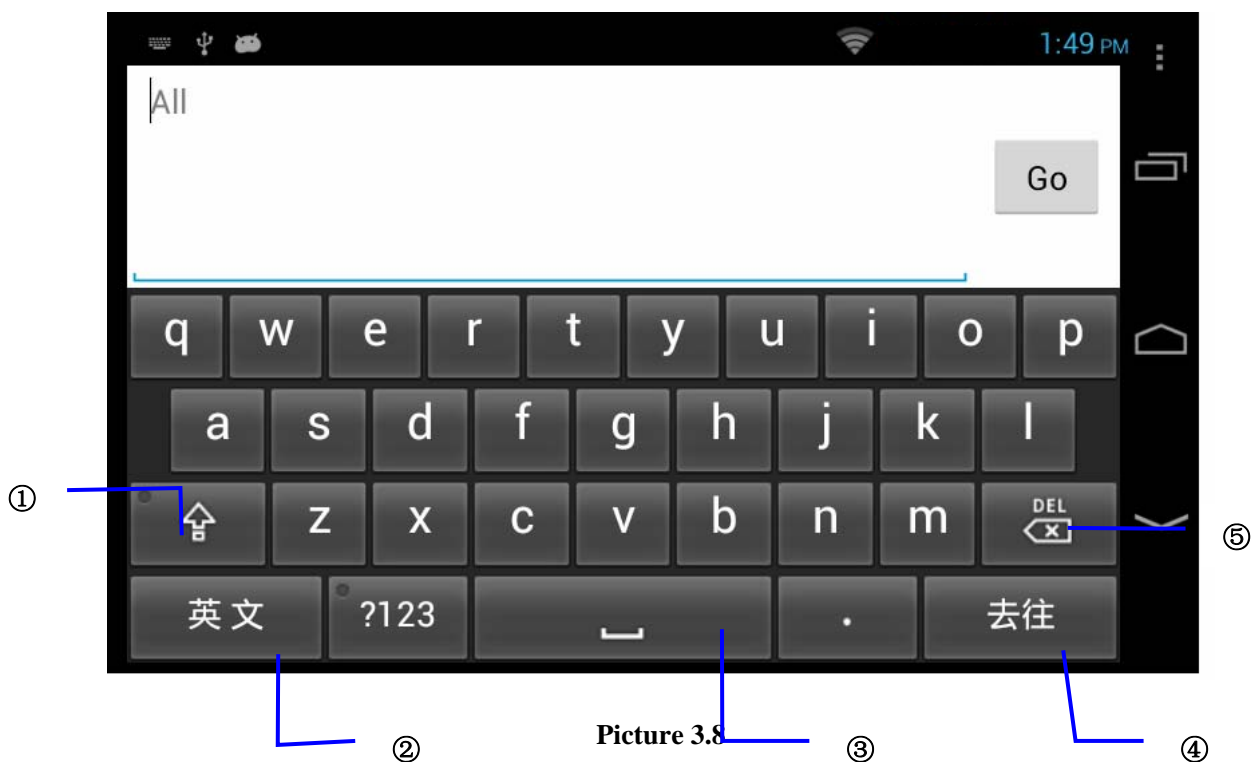 1:49 PM
All
Go
q w e r t y u i o p
a s d f g h j k l
① z x c v b n m DEL ⑤
英文 ?123 . 去往
② Picture 3.8 ③ ④